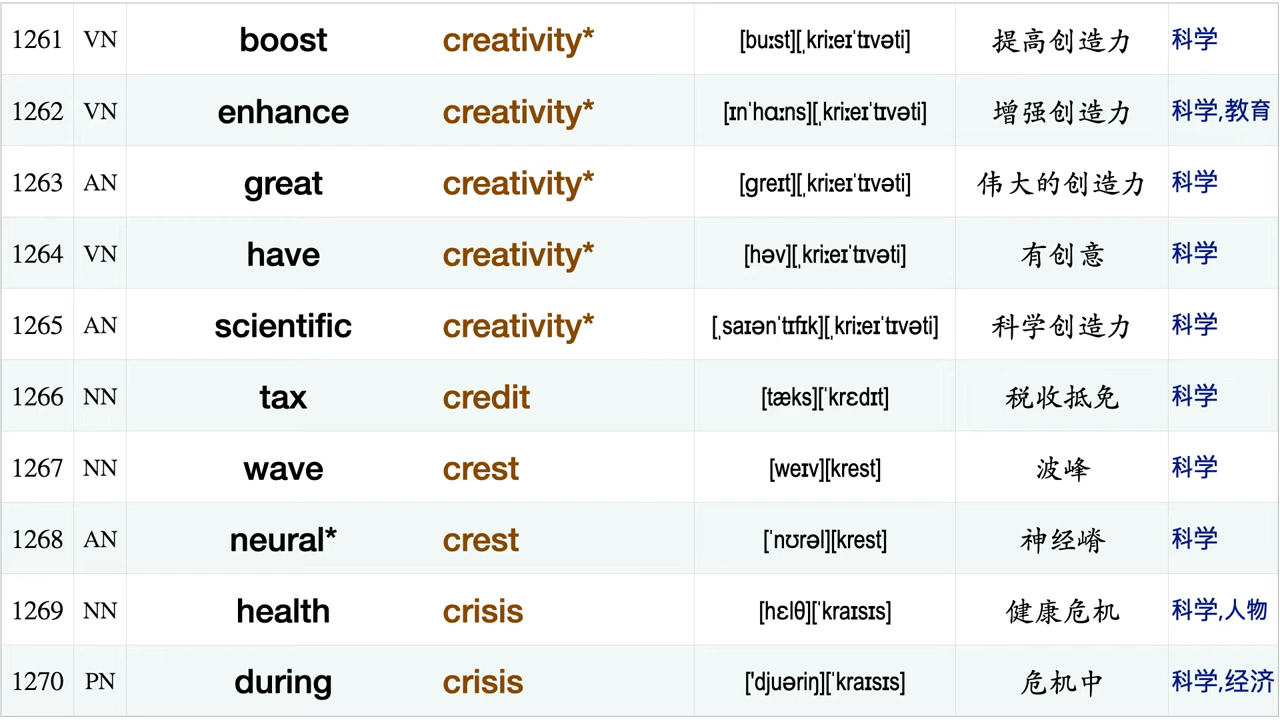 1261 VN boost creativity* [buːst][ˌkriːeɪˈtɪvəti] 提高创造力 科学
1262 VN enhance creativity* [ɪnˈhɑːns][ˌkriːeɪˈtɪvəti] 增强创造力 科学,教育
1263 AN great creativity* [ɡreɪt][ˌkriːeɪˈtɪvəti] 伟大的创造力 科学
1264 VN have creativity* [həv][ˌkriːeɪˈtɪvəti] 有创意 科学
1265 AN scientific creativity* [ˌsaɪənˈtɪfɪk][ˌkriːeɪˈtɪvəti] 科学创造力 科学
1266 NN tax credit [tæks][ˈkrɛdɪt] 税收抵免 科学
1267 NN wave crest [weɪv][krest] 波峰 科学
1268 AN neural* crest [ˈnʊrəl][krest] 神经嵴 科学
1269 NN health crisis [hɛlθ][ˈkraɪsɪs] 健康危机 科学,人物
1270 PN during crisis ['djuəriŋ][ˈkraɪsɪs] 危机中 科学,经济